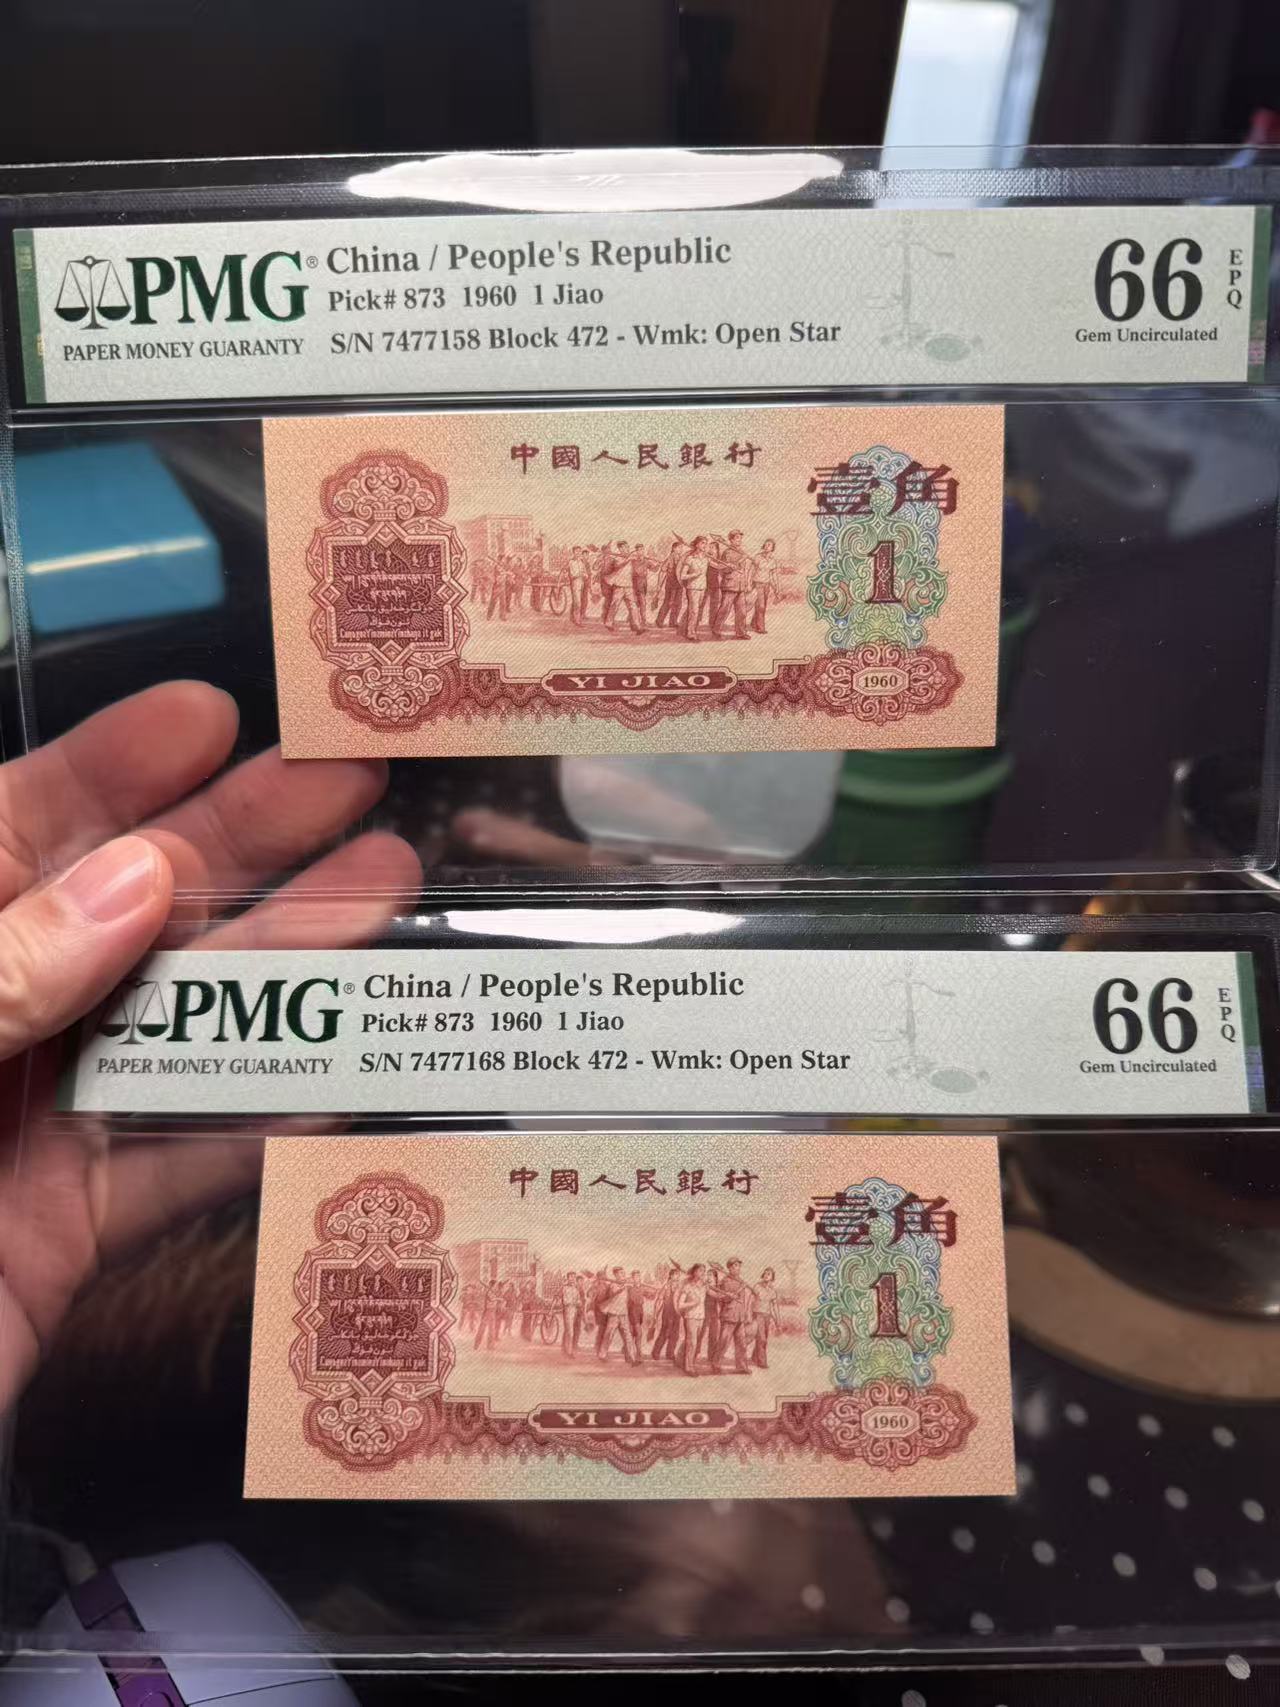 PMG® China / People's Republic 66 EPQ
Pick# 873 1960 1 Jiao
PAPER MONEY GUARANTY S/N 7477158 Block 472 - Wmk: Open Star Gem Uncirculated
中國人民銀行
壹角
1
YI JIAO
1960
PMG® China / People's Republic 66 EPQ
Pick# 873 1960 1 Jiao
PAPER MONEY GUARANTY S/N 7477168 Block 472 - Wmk: Open Star Gem Uncirculated
中國人民銀行
壹角
1
YI JIAO
1960